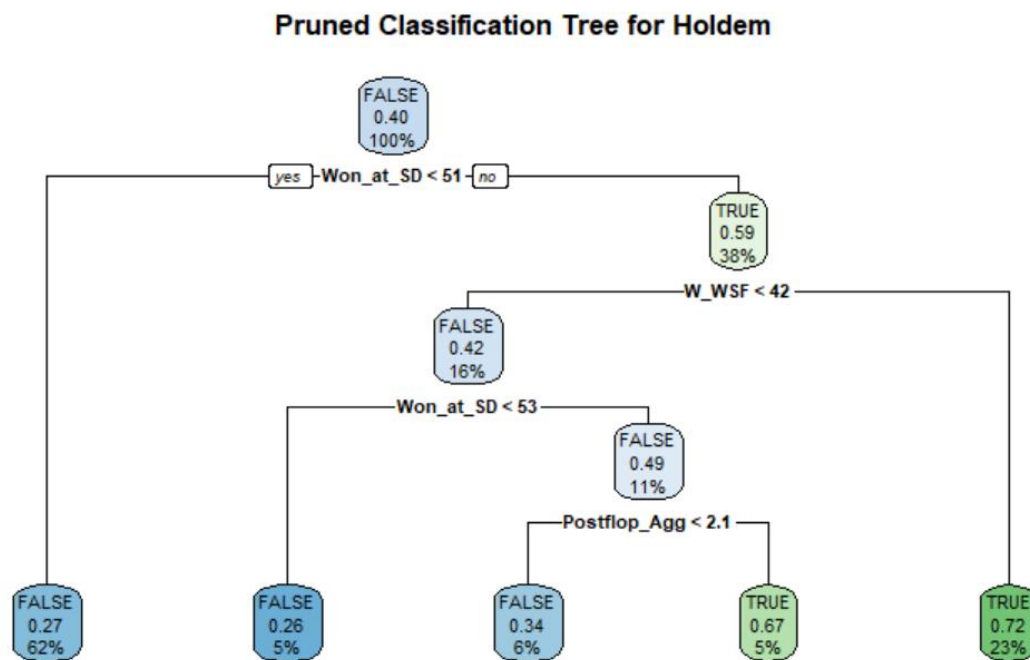 Pruned Classification Tree for Holdem
FALSE
0.40
100%
yes Won_at_SD < 51 no
TRUE
0.59
38%
W_WSF < 42
FALSE
0.42
16%
Won_at_SD < 53
FALSE
0.49
11%
Postflop_Agg < 2.1
FALSE
0.27
62%
FALSE
0.26
5%
FALSE
0.34
6%
TRUE
0.67
5%
TRUE
0.72
23%